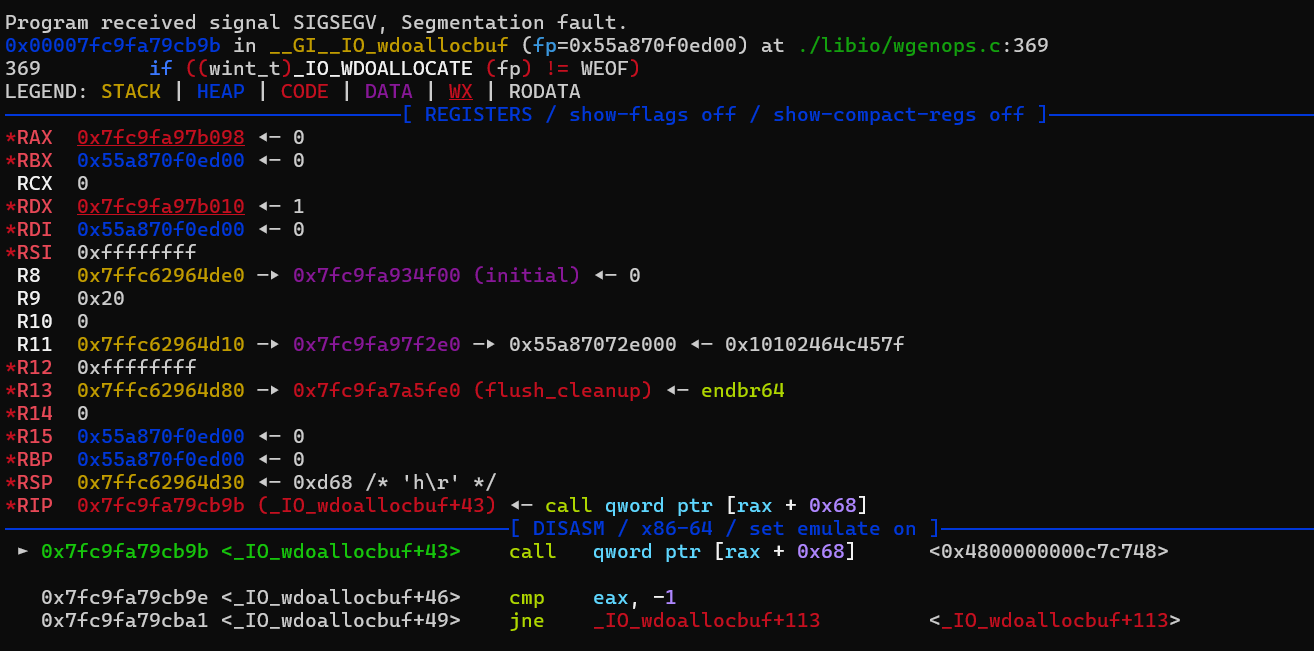 Program received signal SIGSEGV, Segmentation fault.
0x00007fc9fa79cb9b in __GI__IO_wdoallocbuf (fp=0x55a870f0ed00) at ./libio/wgenops.c:369
369         if ((wint_t)_IO_WDOALLOCATE (fp) != WEOF)
LEGEND: STACK | HEAP | CODE | DATA | WX | RODATA
[ REGISTERS / show-flags off / show-compact-regs off ]
*RAX  0x7fc9fa97b098 ◂— 0
*RBX  0x55a870f0ed00 ◂— 0
 RCX  0
*RDX  0x7fc9fa97b010 ◂— 1
*RDI  0x55a870f0ed00 ◂— 0
*RSI  0xffffffff
 R8   0x7ffc62964de0 —▸ 0x7fc9fa934f00 (initial) ◂— 0
 R9   0x20
 R10  0
 R11  0x7ffc62964d10 —▸ 0x7fc9fa97f2e0 —▸ 0x55a87072e000 ◂— 0x10102464c457f
*R12  0xffffffff
*R13  0x7ffc62964d80 —▸ 0x7fc9fa7a5fe0 (flush_cleanup) ◂— endbr64
*R14  0
*R15  0x55a870f0ed00 ◂— 0
*RBP  0x55a870f0ed00 ◂— 0
*RSP  0x7ffc62964d30 ◂— 0xd68 /* 'h\r' */
*RIP  0x7fc9fa79cb9b (_IO_wdoallocbuf+43) ◂— call qword ptr [rax + 0x68]
[ DISASM / x86-64 / set emulate on ]
 ► 0x7fc9fa79cb9b <_IO_wdoallocbuf+43>    call   qword ptr [rax + 0x68]      <0x4800000000c7c748>
   0x7fc9fa79cb9e <_IO_wdoallocbuf+46>    cmp    eax, -1
   0x7fc9fa79cba1 <_IO_wdoallocbuf+49>    jne    _IO_wdoallocbuf+113         <_IO_wdoallocbuf+113>